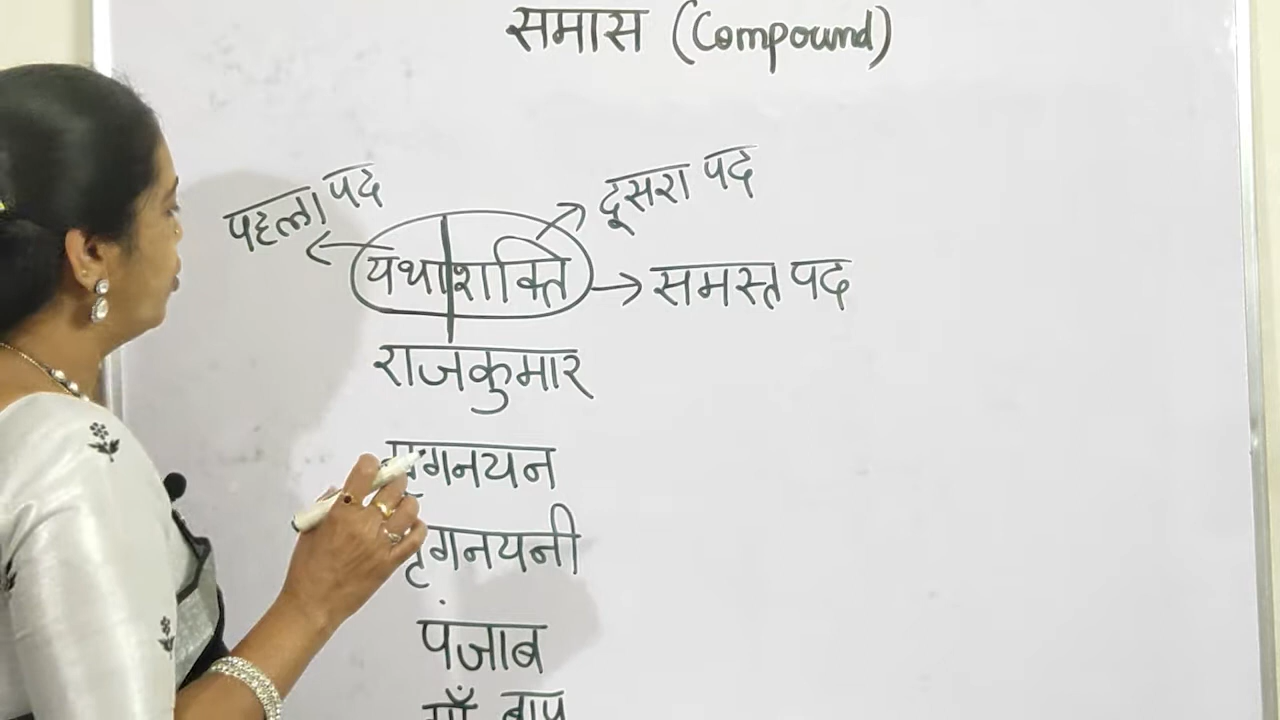 समास (Compound)
पहला पद
दूसरा पद
यथाशक्ति → समस्त पद
राजकुमार
मृगनयन
मृगनयनी
पंजाब
माँ बाप